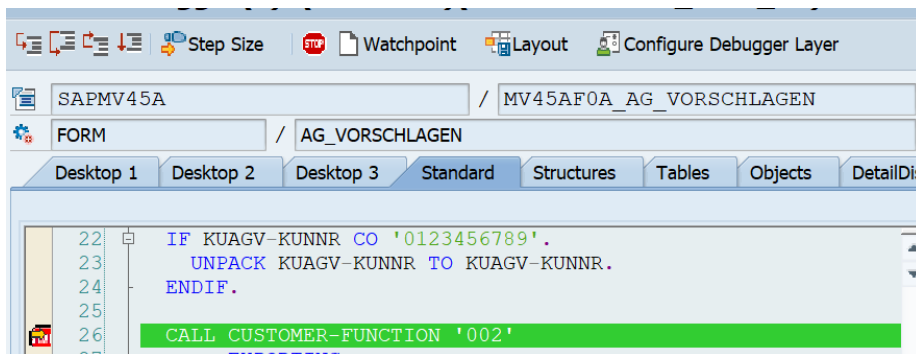 Step Size STOP Watchpoint Layout Configure Debugger Layer
SAPMV45A / MV45AF0A_AG_VORSCHLAGEN
FORM / AG_VORSCHLAGEN
Desktop 1 Desktop 2 Desktop 3 Standard Structures Tables Objects DetailDi
22 IF KUAGV-KUNNR CO '0123456789'.
23 UNPACK KUAGV-KUNNR TO KUAGV-KUNNR.
24 ENDIF.
25
26 CALL CUSTOMER-FUNCTION '002'